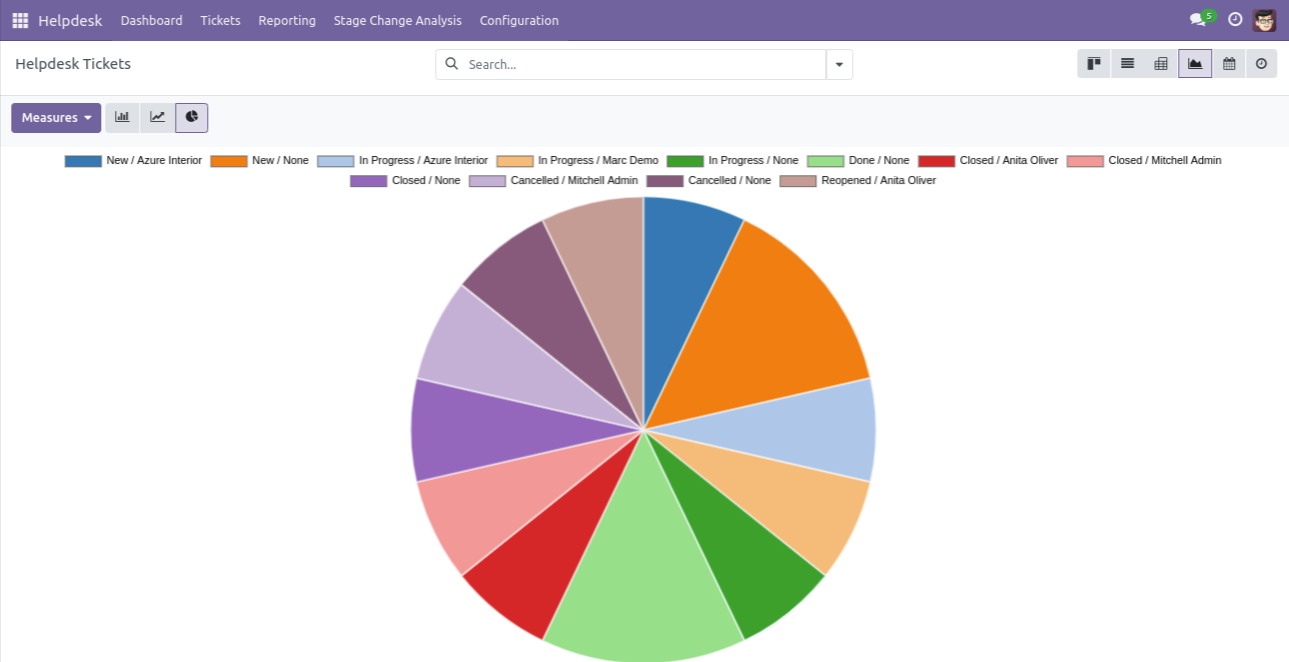 Helpdesk Dashboard Tickets Reporting Stage Change Analysis Configuration 5
Helpdesk Tickets Search...
Measures
New / Azure Interior New / None In Progress / Azure Interior In Progress / Marc Demo In Progress / None Done / None Closed / Anita Oliver Closed / Mitchell Admin
Closed / None Cancelled / Mitchell Admin Cancelled / None Reopened / Anita Oliver